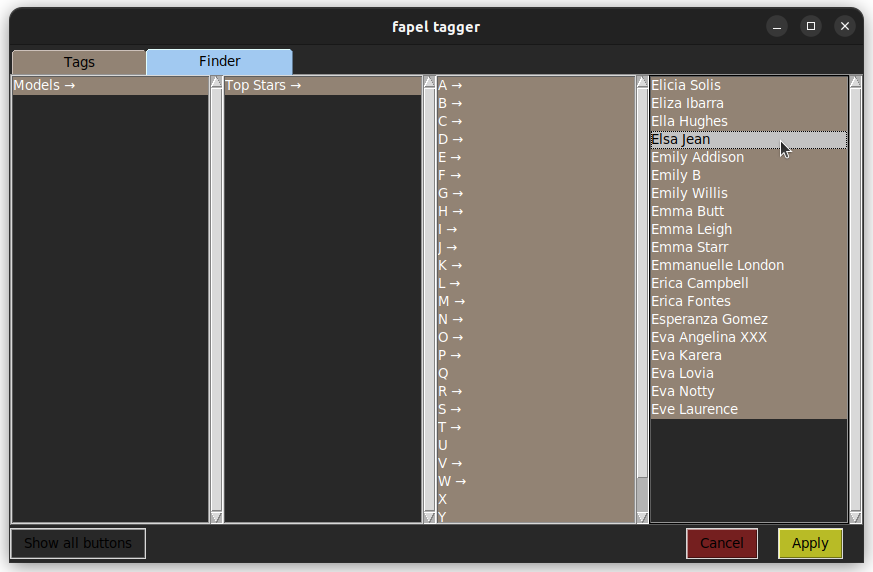 fapel tagger
Tags
Finder
Models →
Top Stars →
A →
B →
C →
D →
E →
F →
G →
H →
I →
J →
K →
L →
M →
N →
O →
P →
Q
R →
S →
T →
U
V →
W →
X
Y
Elicia Solis
Eliza Ibarra
Ella Hughes
Elsa Jean
Emily Addison
Emily B
Emily Willis
Emma Butt
Emma Leigh
Emma Starr
Emmanuelle London
Erica Campbell
Erica Fontes
Esperanza Gomez
Eva Angelina XXX
Eva Karera
Eva Lovia
Eva Notty
Eve Laurence
Show all buttons
Cancel
Apply